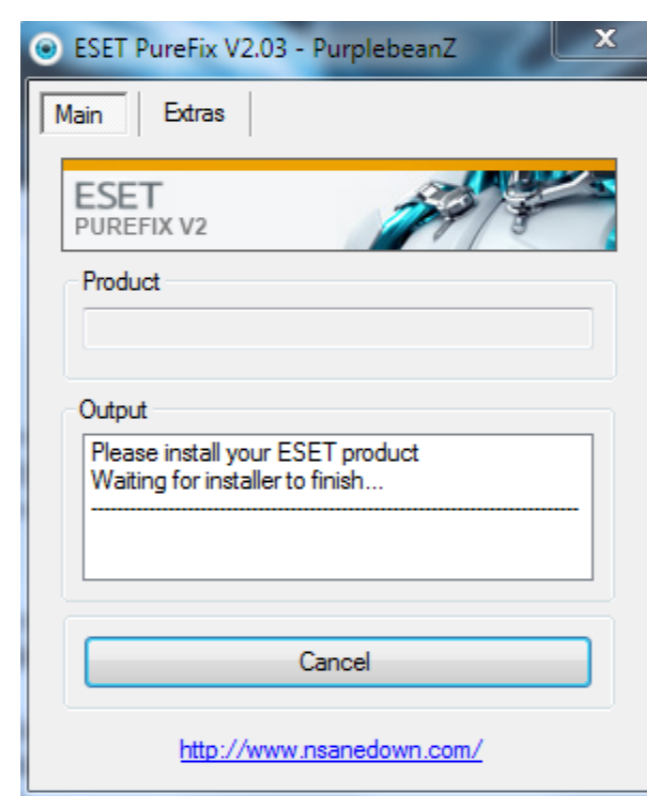 ESET PureFix V2.03 - PurplebeanZ
X
Main
Extras
ESET
PUREFIX V2
Product
Output
Please install your ESET product
Waiting for installer to finish...
--------------------------------------------------------------------------------
Cancel
http://www.nsanedown.com/